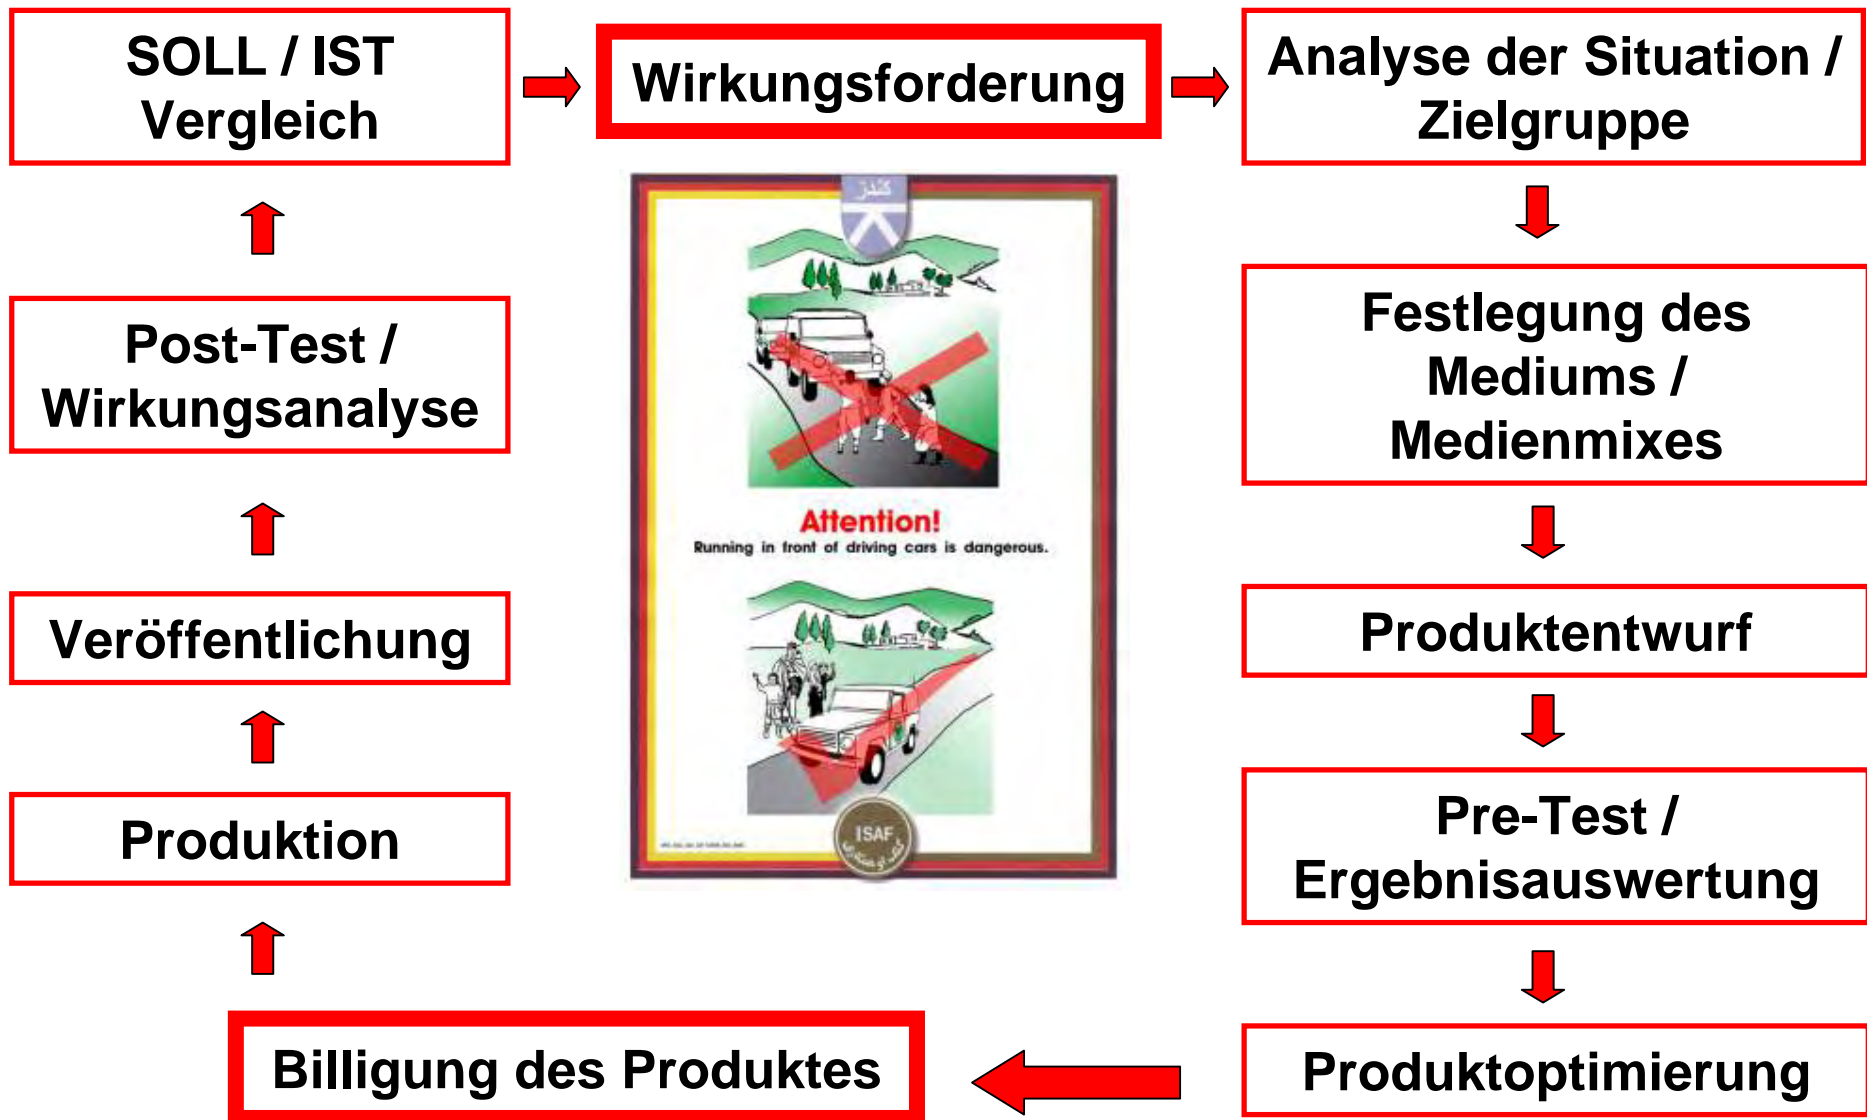 SOLL / IST
Vergleich
Wirkungsforderung
Analyse der Situation /
Zielgruppe
Festlegung des
Mediums /
Medienmixes
Produktentwurf
Pre-Test /
Ergebnisauswertung
Produktoptimierung
Billigung des Produktes
Produktion
Veröffentlichung
Post-Test /
Wirkungsanalyse
کندز
Attention!
Running in front of driving cars is dangerous.
ISAF